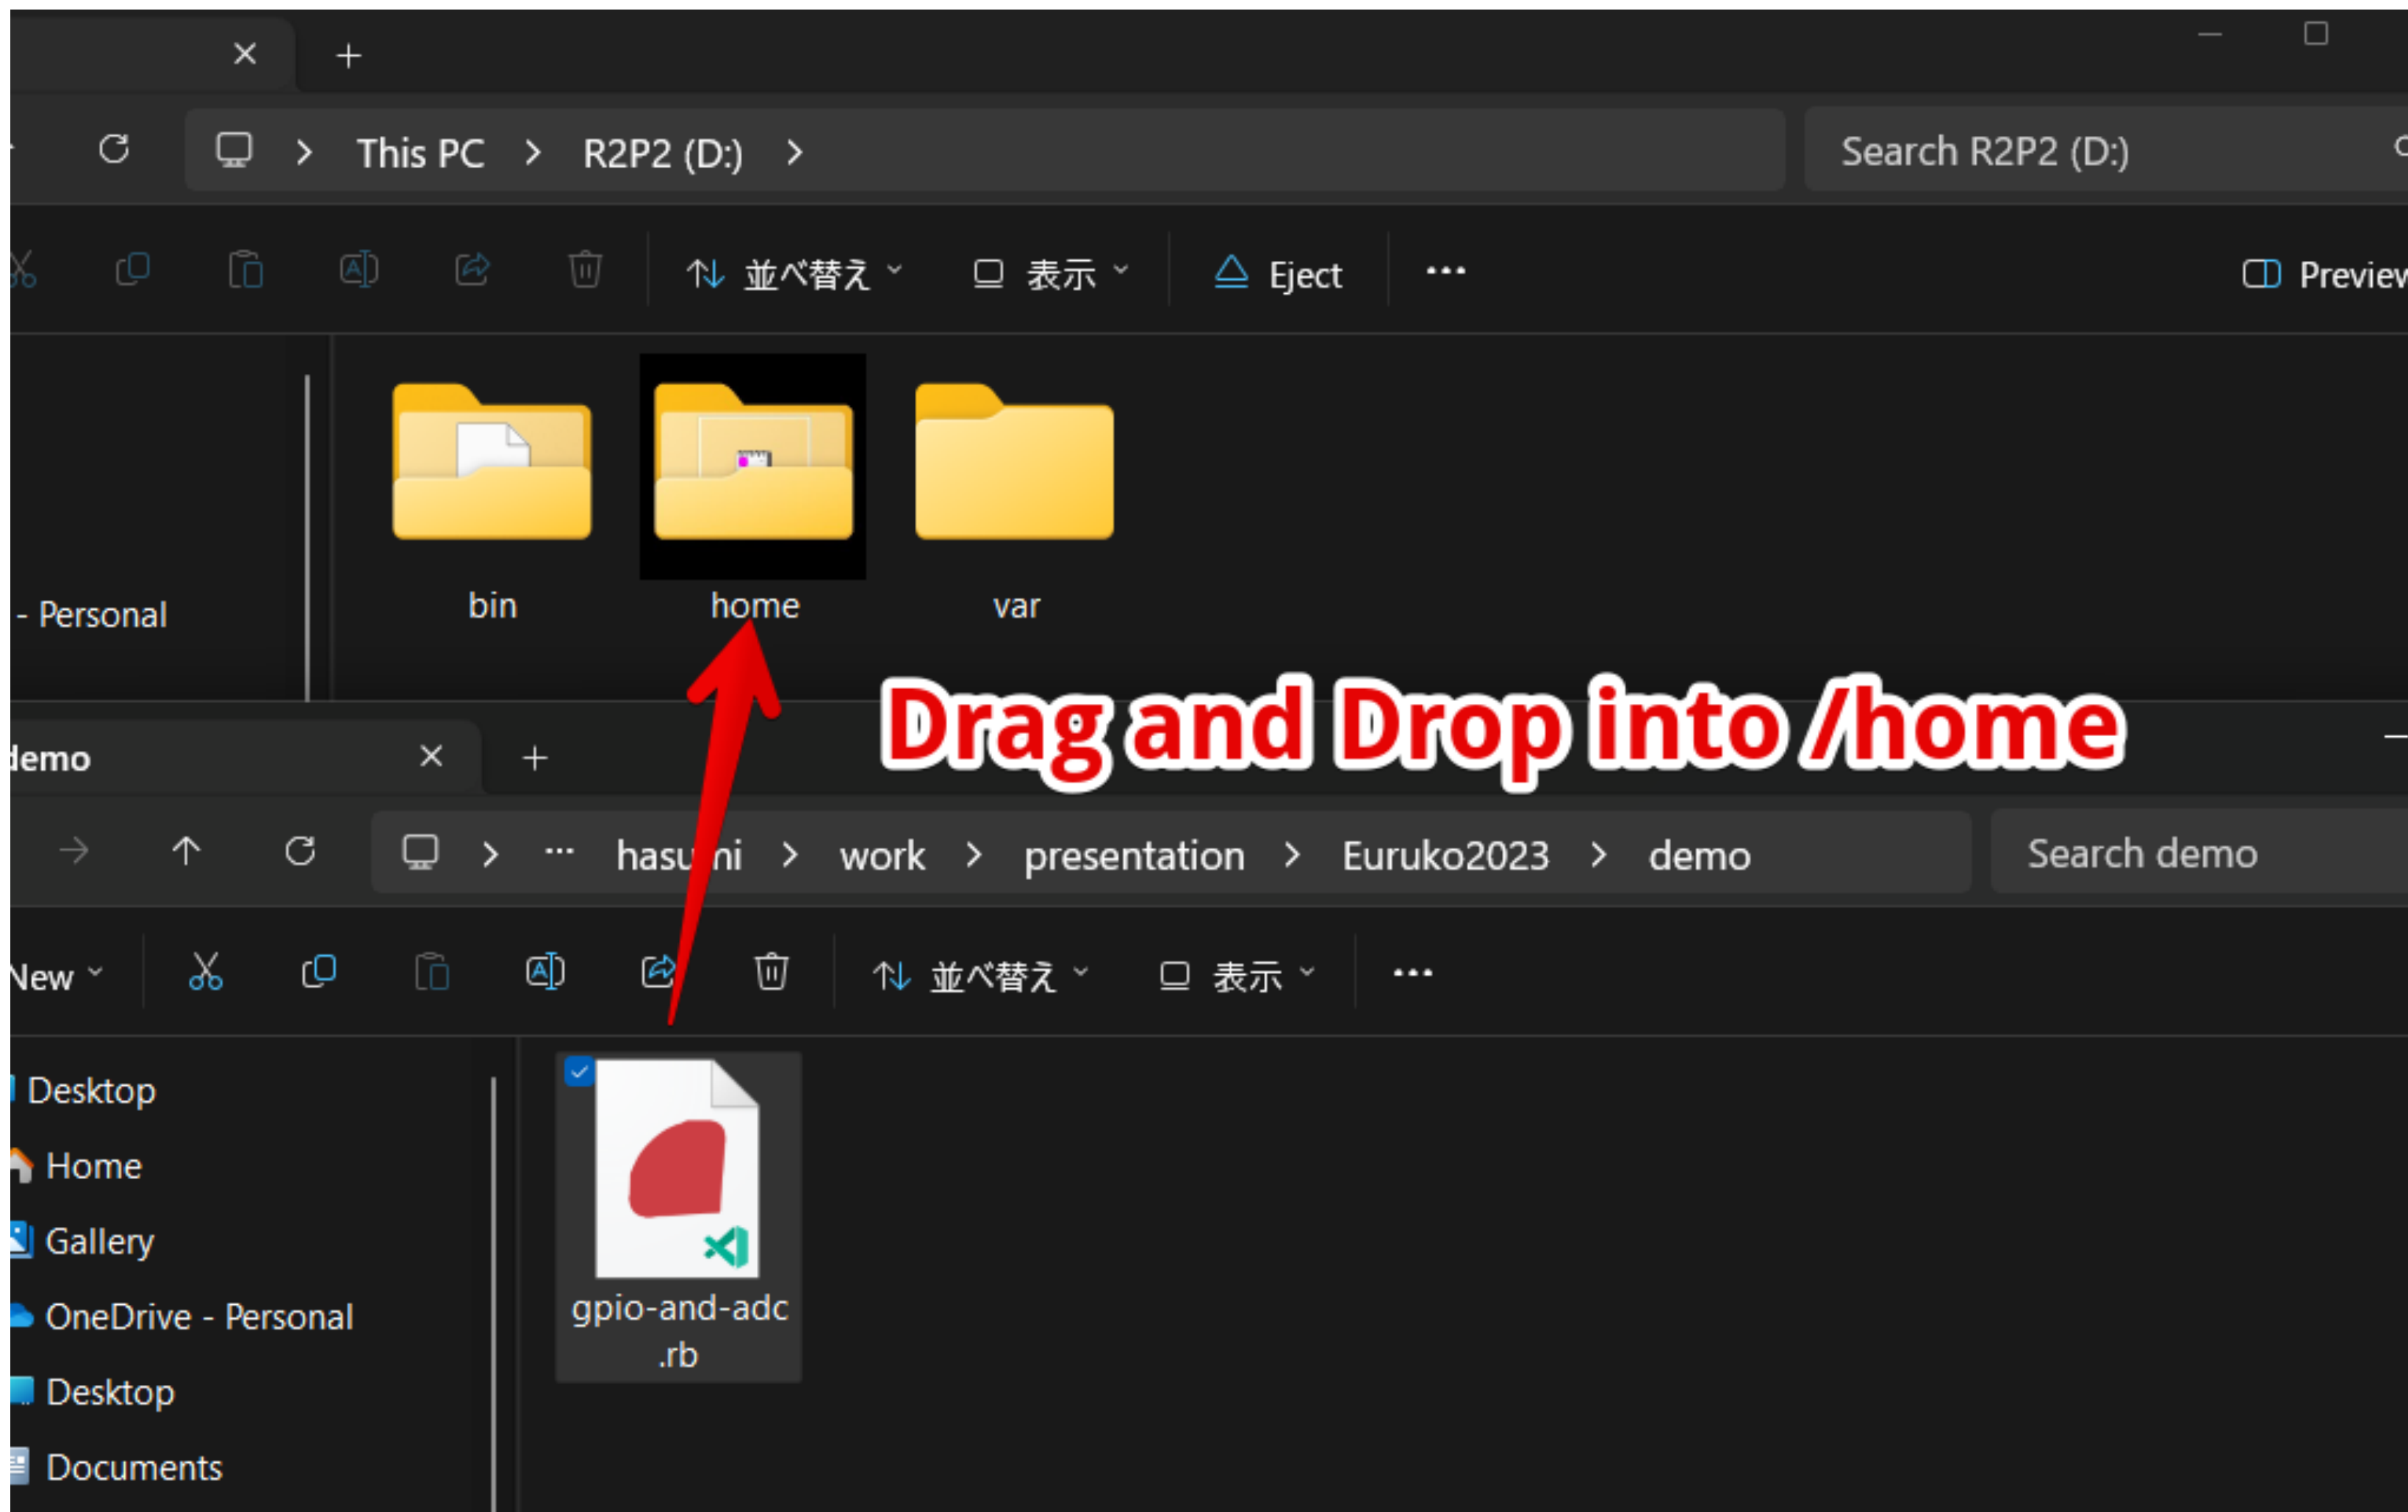 This PC > R2P2 (D:) >
Search R2P2 (D:)
並べ替え
表示
Eject
Preview
- Personal
bin
home
var
Drag and Drop into /home
demo
hasumi > work > presentation > Euruko2023 > demo
Search demo
New
並べ替え
表示
Desktop
Home
Gallery
OneDrive - Personal
Desktop
Documents
gpio-and-adc
.rb